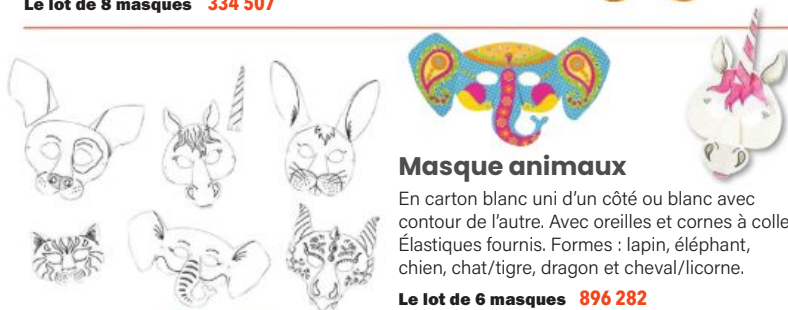 Le lot de 8 masques 334 507
Masque animaux
En carton blanc uni d'un côté ou blanc avec
contour de l'autre. Avec oreilles et cornes à colle
Élastiques fournis. Formes : lapin, éléphant,
chien, chat/tigre, dragon et cheval/licorne.
Le lot de 6 masques 896 282